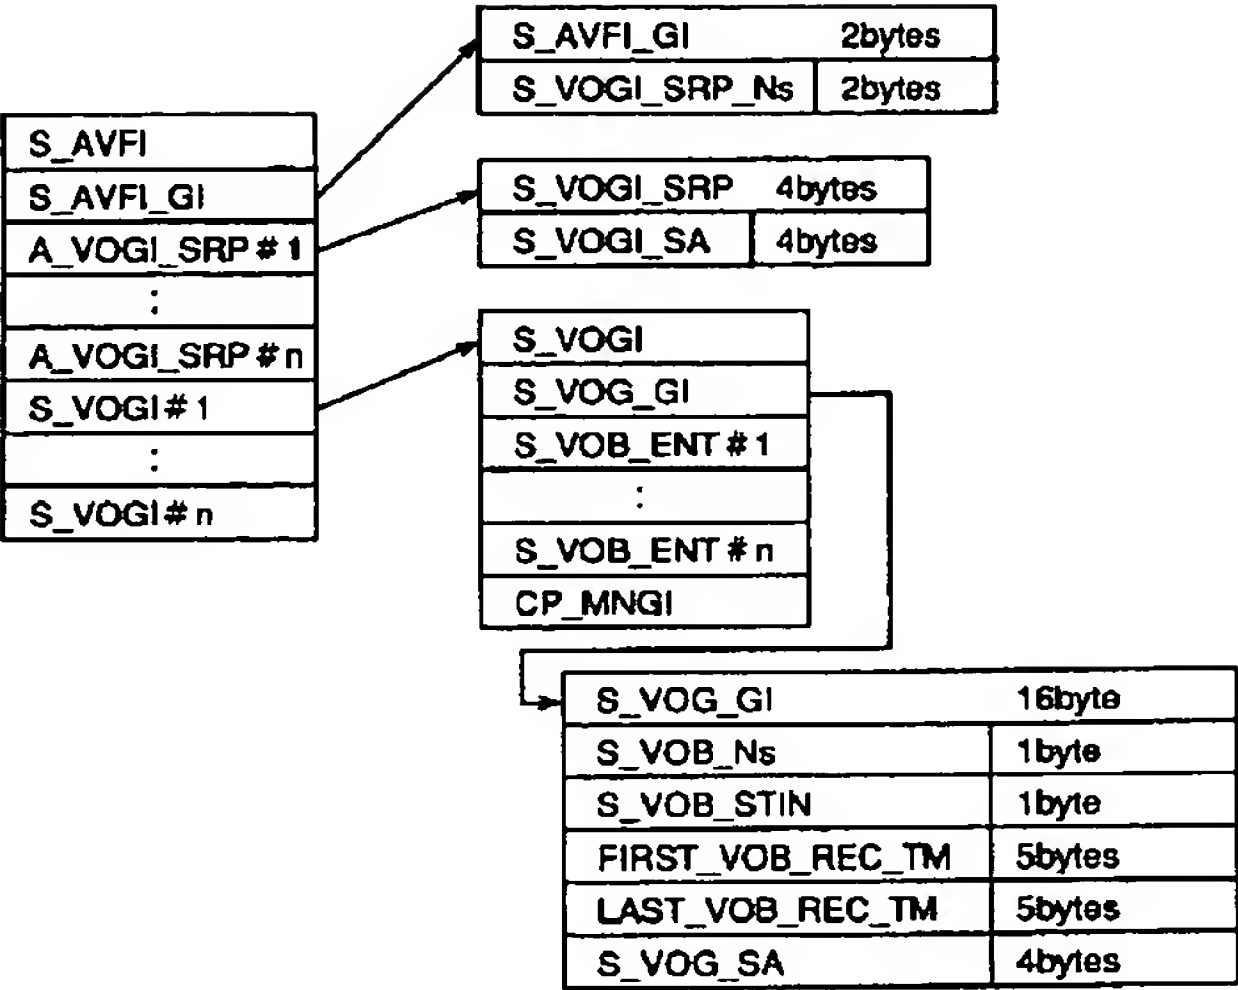 S_AVFI_GI 2bytes
S_VOGI_SRP_Ns 2bytes
S_AVFI
S_AVFI_GI
A_VOGI_SRP#1
:
A_VOGI_SRP#n
S_VOGI#1
:
S_VOGI#n
S_VOGI_SRP 4bytes
S_VOGI_SA 4bytes
S_VOGI
S_VOG_GI
S_VOB_ENT#1
:
S_VOB_ENT#n
CP_MNGI
S_VOG_GI 16byte
S_VOB_Ns 1byte
S_VOB_STIN 1byte
FIRST_VOB_REC_TM 5bytes
LAST_VOB_REC_TM 5bytes
S_VOG_SA 4bytes